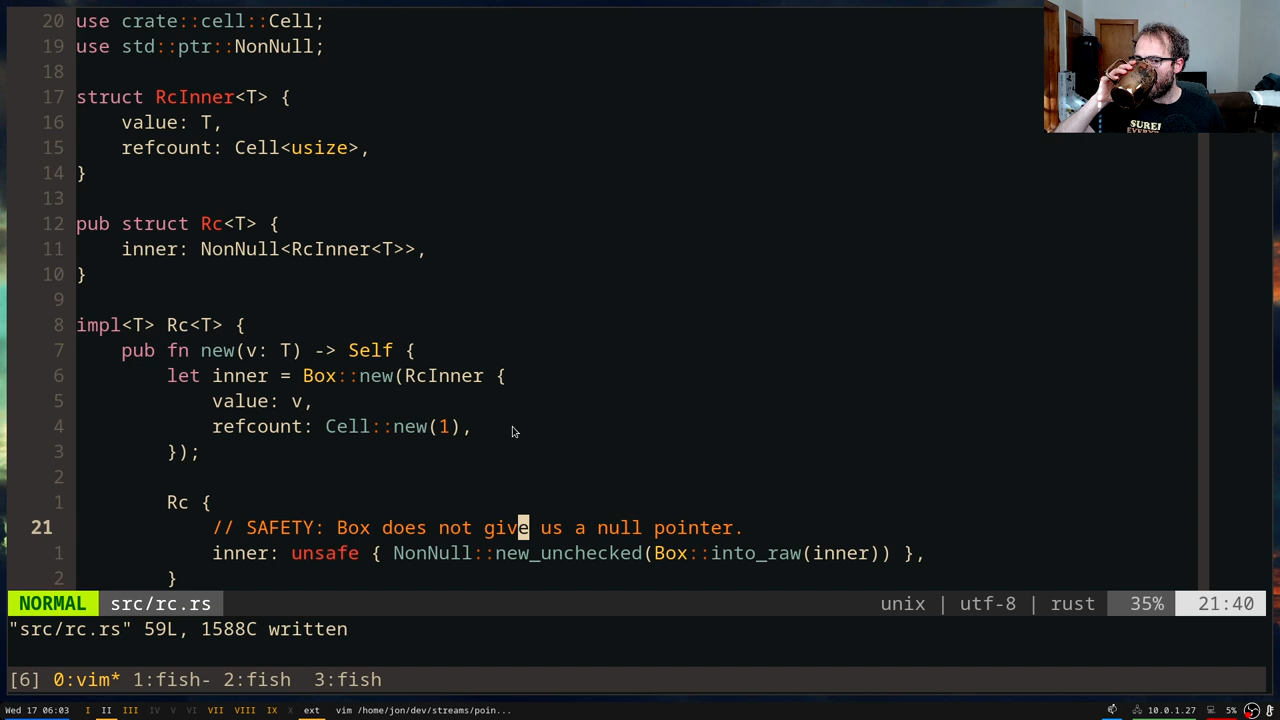 20 use crate::cell::Cell;
19 use std::ptr::NonNull;
18
17 struct RcInner<T> {
16     value: T,
15     refcount: Cell<usize>,
14 }
13
12 pub struct Rc<T> {
11     inner: NonNull<RcInner<T>>,
10 }
9
8 impl<T> Rc<T> {
7     pub fn new(v: T) -> Self {
6         let inner = Box::new(RcInner {
5             value: v,
4             refcount: Cell::new(1),
3         });
2
1         Rc {
21             // SAFETY: Box does not give us a null pointer.
1             inner: unsafe { NonNull::new_unchecked(Box::into_raw(inner)) },
2         }
NORMAL src/rc.rs unix | utf-8 | rust 35% 21:40
"src/rc.rs" 59L, 1588C written
[6] 0:vim* 1:fish- 2:fish 3:fish
Wed 17 06:03 I II III IV V VI VII VIII IX X ext vim /home/jon/dev/streams/poin... 10.0.1.27 5%
SURE!
EVERY